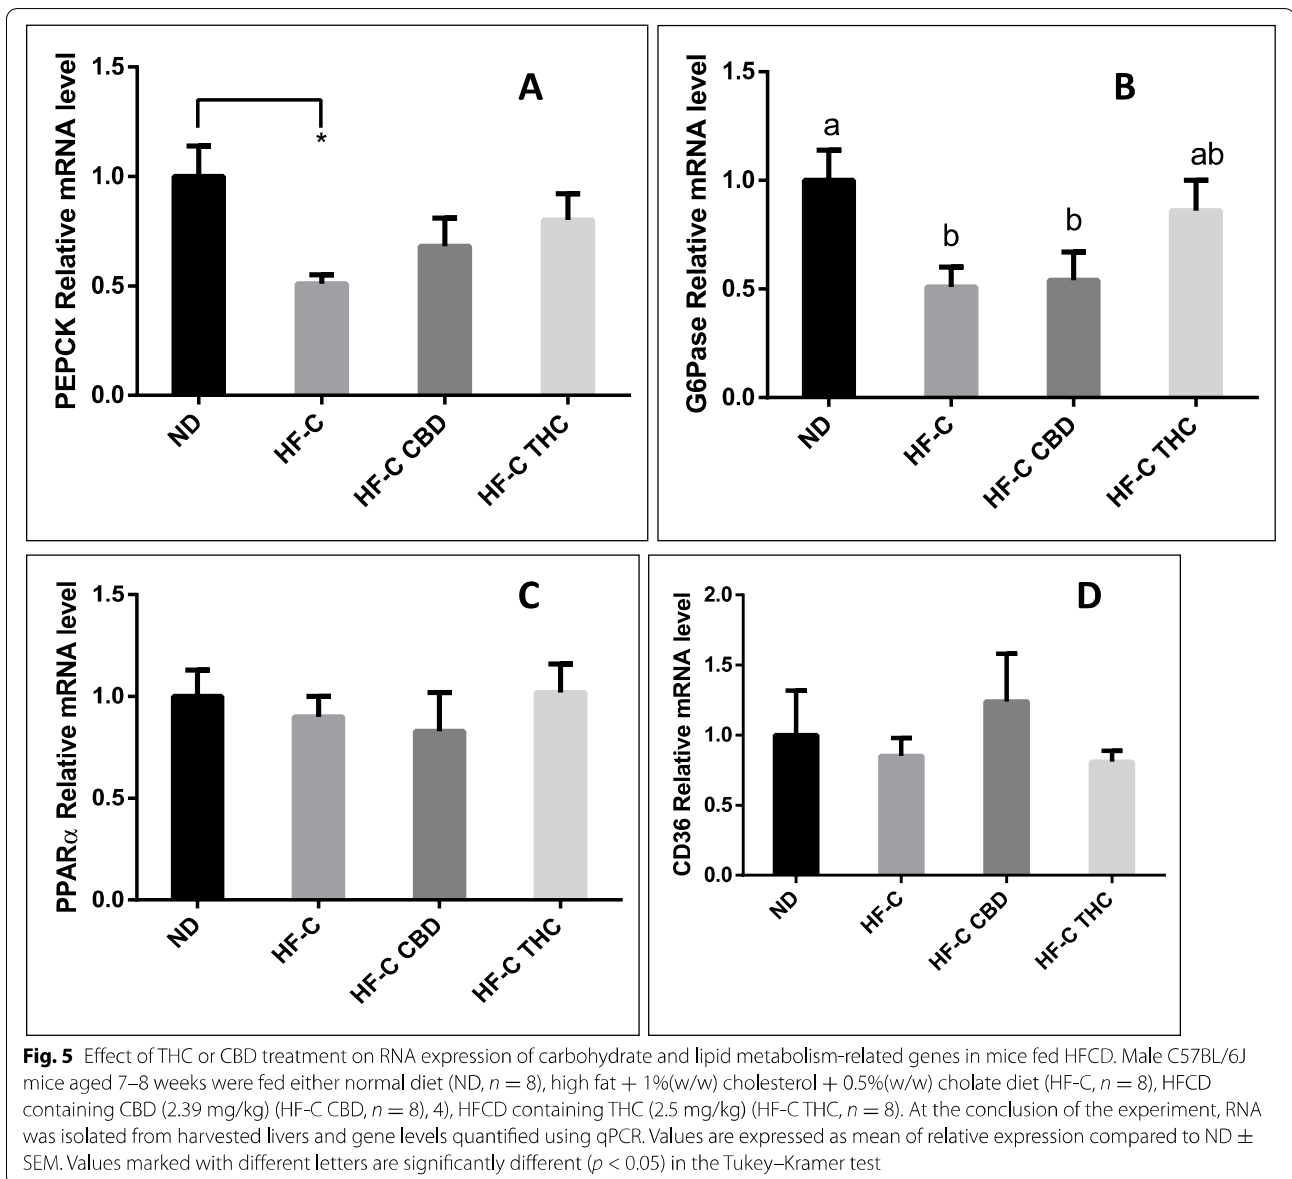 A
PEPCK Relative mRNA level
1.5
1.0
0.5
0.0
*
ND
HF-C
HF-C CBD
HF-C THC
B
G6Pase Relative mRNA level
1.5
1.0
0.5
0.0
a
b
b
ab
ND
HF-C
HF-C CBD
HF-C THC
C
PPARα Relative mRNA level
1.5
1.0
0.5
0.0
ND
HF-C
HF-C CBD
HF-C THC
D
CD36 Relative mRNA level
2.0
1.5
1.0
0.5
0.0
ND
HF-C
HF-C CBD
HF-C THC
Fig. 5 Effect of THC or CBD treatment on RNA expression of carbohydrate and lipid metabolism-related genes in mice fed HFCD. Male C57BL/6J
mice aged 7–8 weeks were fed either normal diet (ND, n = 8), high fat + 1%(w/w) cholesterol + 0.5%(w/w) cholate diet (HF-C, n = 8), HFCD
containing CBD (2.39 mg/kg) (HF-C CBD, n = 8), 4), HFCD containing THC (2.5 mg/kg) (HF-C THC, n = 8). At the conclusion of the experiment, RNA
was isolated from harvested livers and gene levels quantified using qPCR. Values are expressed as mean of relative expression compared to ND ±
SEM. Values marked with different letters are significantly different (p < 0.05) in the Tukey–Kramer test